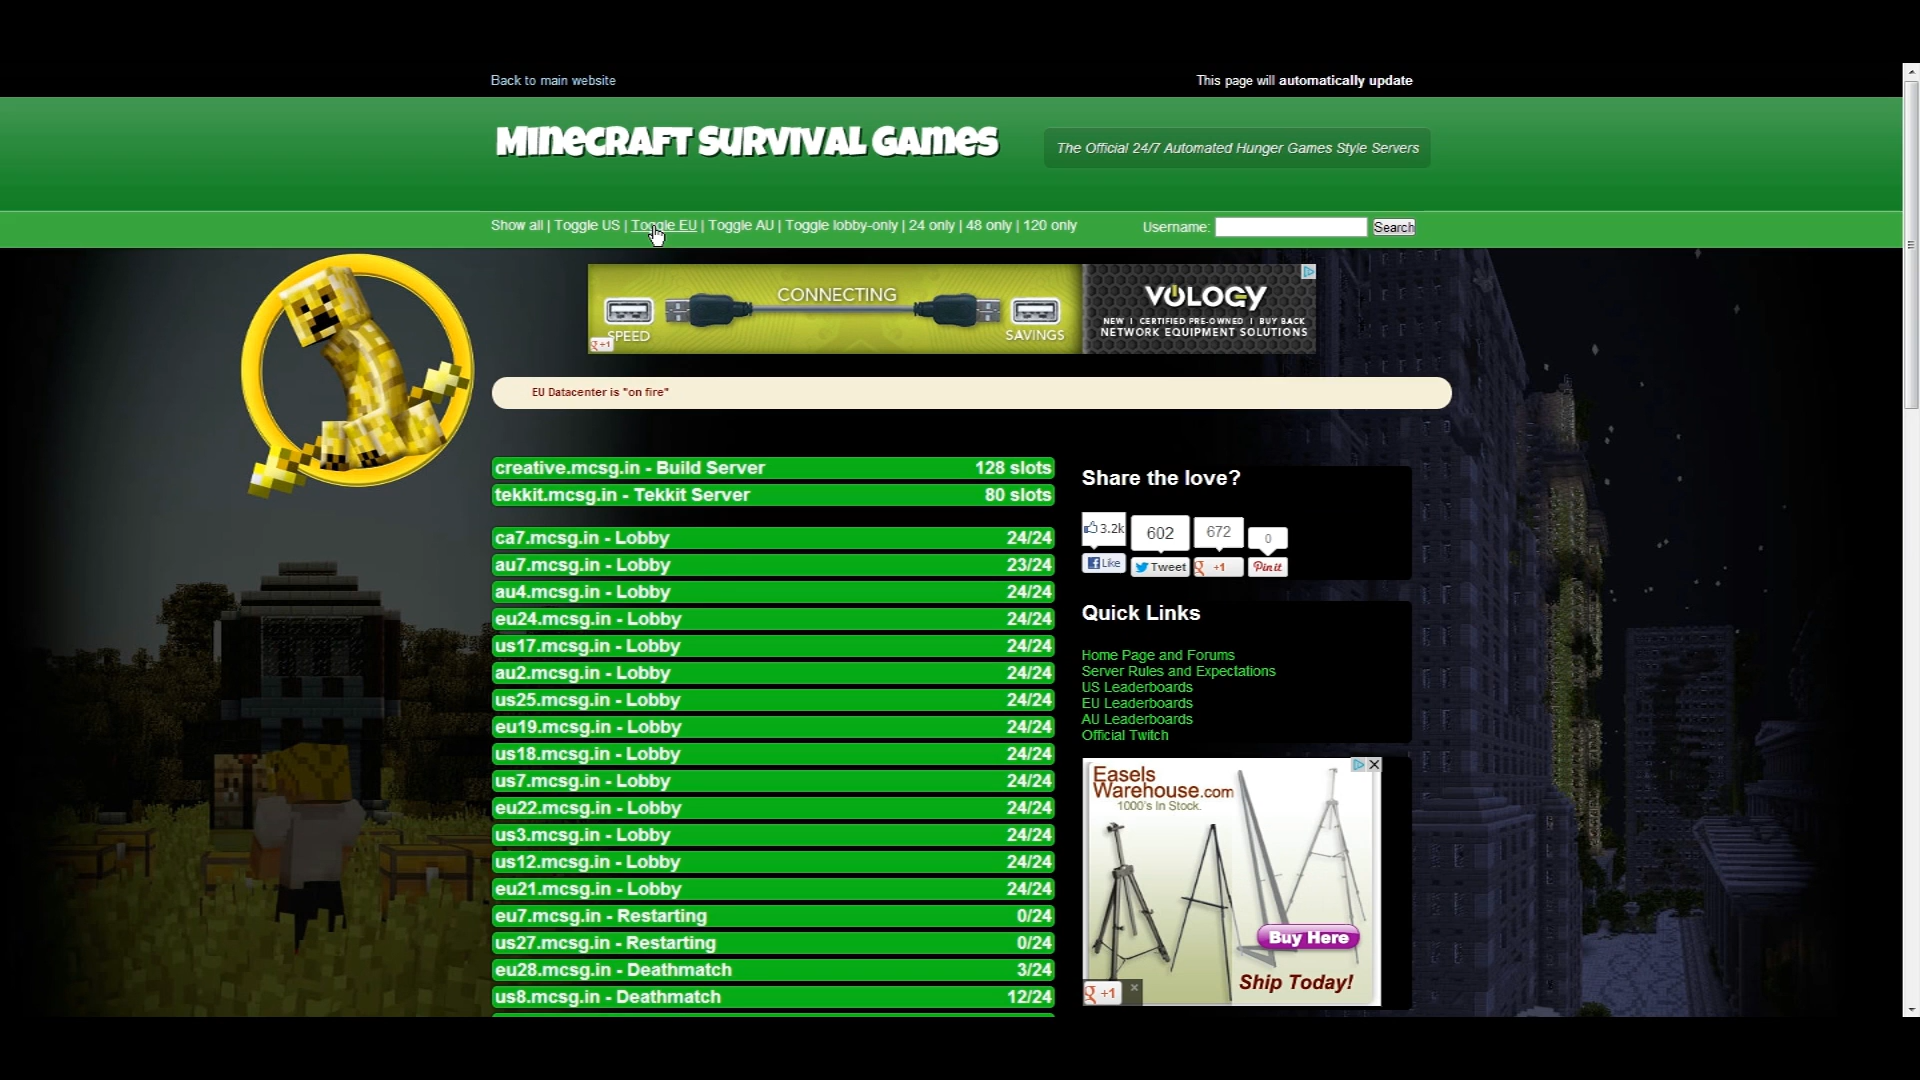 Back to main website
This page will automatically update
Minecraft Survival Games
The Official 24/7 Automated Hunger Games Style Servers
Show all | Toggle US | Toggle EU | Toggle AU | Toggle lobby-only | 24 only | 48 only | 120 only
Username:
Search
CONNECTING
SPEED
SAVINGS
VOLOGY
NEW | CERTIFIED PRE-OWNED | BUY BACK
NETWORK EQUIPMENT SOLUTIONS
g+1
EU Datacenter is "on fire"
creative.mcsg.in - Build Server 128 slots
tekkit.mcsg.in - Tekkit Server 80 slots
ca7.mcsg.in - Lobby 24/24
au7.mcsg.in - Lobby 23/24
au4.mcsg.in - Lobby 24/24
eu24.mcsg.in - Lobby 24/24
us17.mcsg.in - Lobby 24/24
au2.mcsg.in - Lobby 24/24
us25.mcsg.in - Lobby 24/24
eu19.mcsg.in - Lobby 24/24
us18.mcsg.in - Lobby 24/24
us7.mcsg.in - Lobby 24/24
eu22.mcsg.in - Lobby 24/24
us3.mcsg.in - Lobby 24/24
us12.mcsg.in - Lobby 24/24
eu21.mcsg.in - Lobby 24/24
eu7.mcsg.in - Restarting 0/24
us27.mcsg.in - Restarting 0/24
eu28.mcsg.in - Deathmatch 3/24
us8.mcsg.in - Deathmatch 12/24
Share the love?
3.2k 602 672 0
Like Tweet g +1 Pin it
Quick Links
Home Page and Forums
Server Rules and Expectations
US Leaderboards
EU Leaderboards
AU Leaderboards
Official Twitch
Easels
Warehouse.com
1000's In Stock.
Buy Here
Ship Today!
g +1